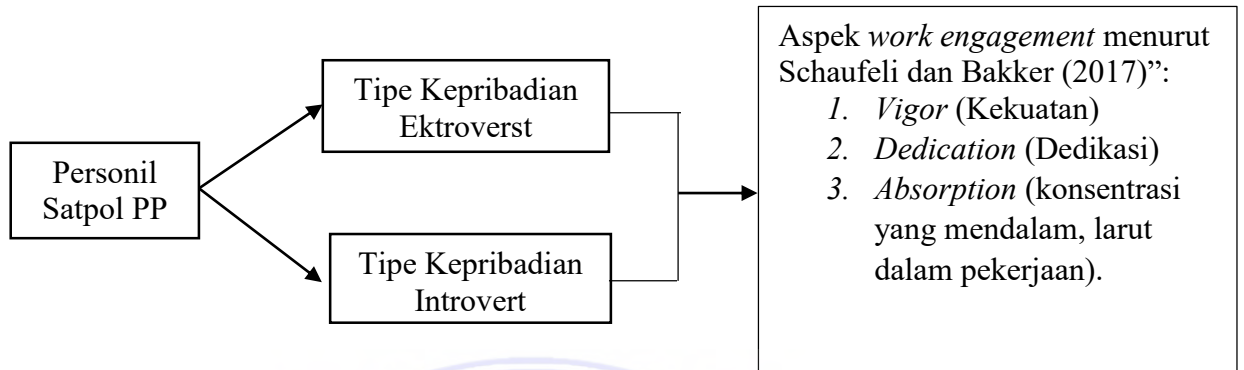 Personil
Satpol PP
Tipe Kepribadian
Ektroverst
Tipe Kepribadian
Introvert
Aspek work engagement menurut
Schaufeli dan Bakker (2017)”:
1. Vigor (Kekuatan)
2. Dedication (Dedikasi)
3. Absorption (konsentrasi
yang mendalam, larut
dalam pekerjaan).